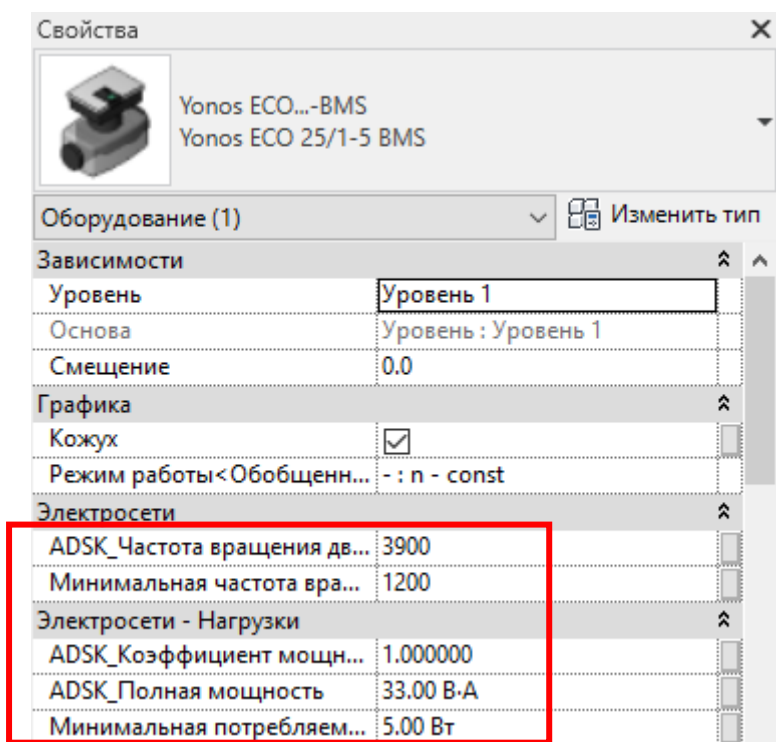 Свойства
Yonos ECO...-BMS
Yonos ECO 25/1-5 BMS
Оборудование (1)
Изменить тип
Зависимости
Уровень Уровень 1
Основа Уровень : Уровень 1
Смещение 0.0
Графика
Кожух
Режим работы<Обобщенн... - : n - const
Электросети
ADSK_Частота вращения дв... 3900
Минимальная частота вра... 1200
Электросети - Нагрузки
ADSK_Коэффициент мощн... 1.000000
ADSK_Полная мощность 33.00 В·А
Минимальная потребляем... 5.00 Вт